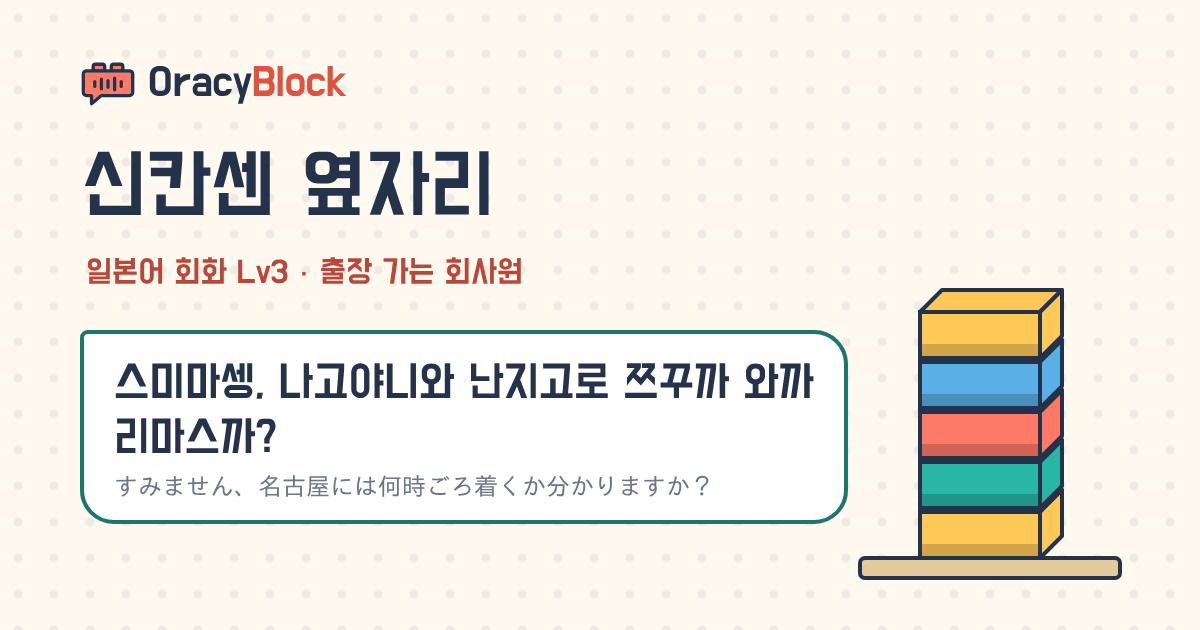 OracyBlock
신칸센 옆자리
일본어 회화 Lv3 · 출장 가는 회사원
스미마셍, 나고야니와 난지고로 쯔꾸까 와까
리마스까?
すみません、名古屋には何時ごろ着くか分かりますか？